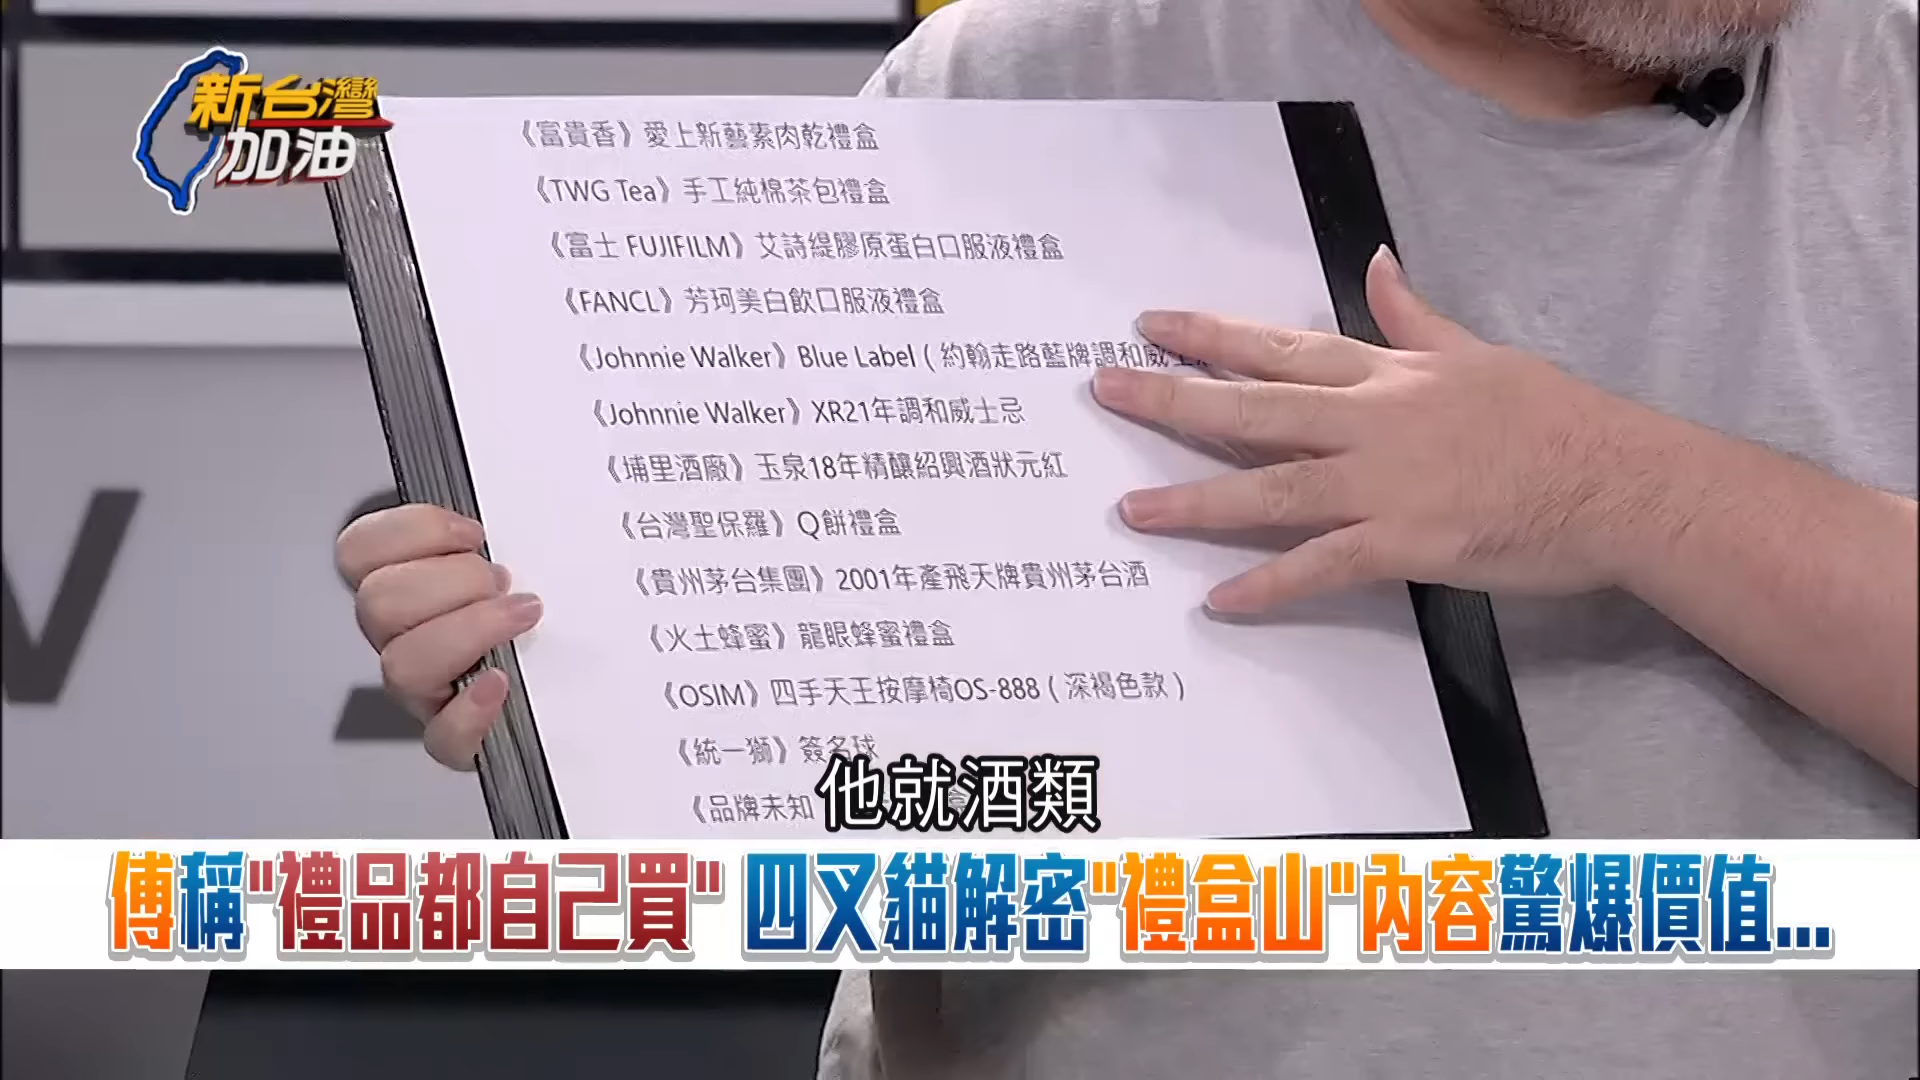 新台灣
加油
《富貴香》愛上新藝素肉乾禮盒
《TWG Tea》手工純棉茶包禮盒
《富士 FUJIFILM》艾詩緹膠原蛋白口服液禮盒
《FANCL》芳珂美白飲口服液禮盒
《Johnnie Walker》Blue Label（約翰走路藍牌調和威士
《Johnnie Walker》XR21年調和威士忌
《埔里酒廠》玉泉18年精釀紹興酒狀元紅
《台灣聖保羅》Q餅禮盒
《貴州茅台集團》2001年產飛天牌貴州茅台酒
《火土蜂蜜》龍眼蜂蜜禮盒
《OSIM》四手天王按摩椅OS-888（深褐色款）
《統一獅》簽名球
《品牌未知
他就酒類
傅稱"禮品都自己買" 四叉貓解密"禮盒山"內容驚爆價值...